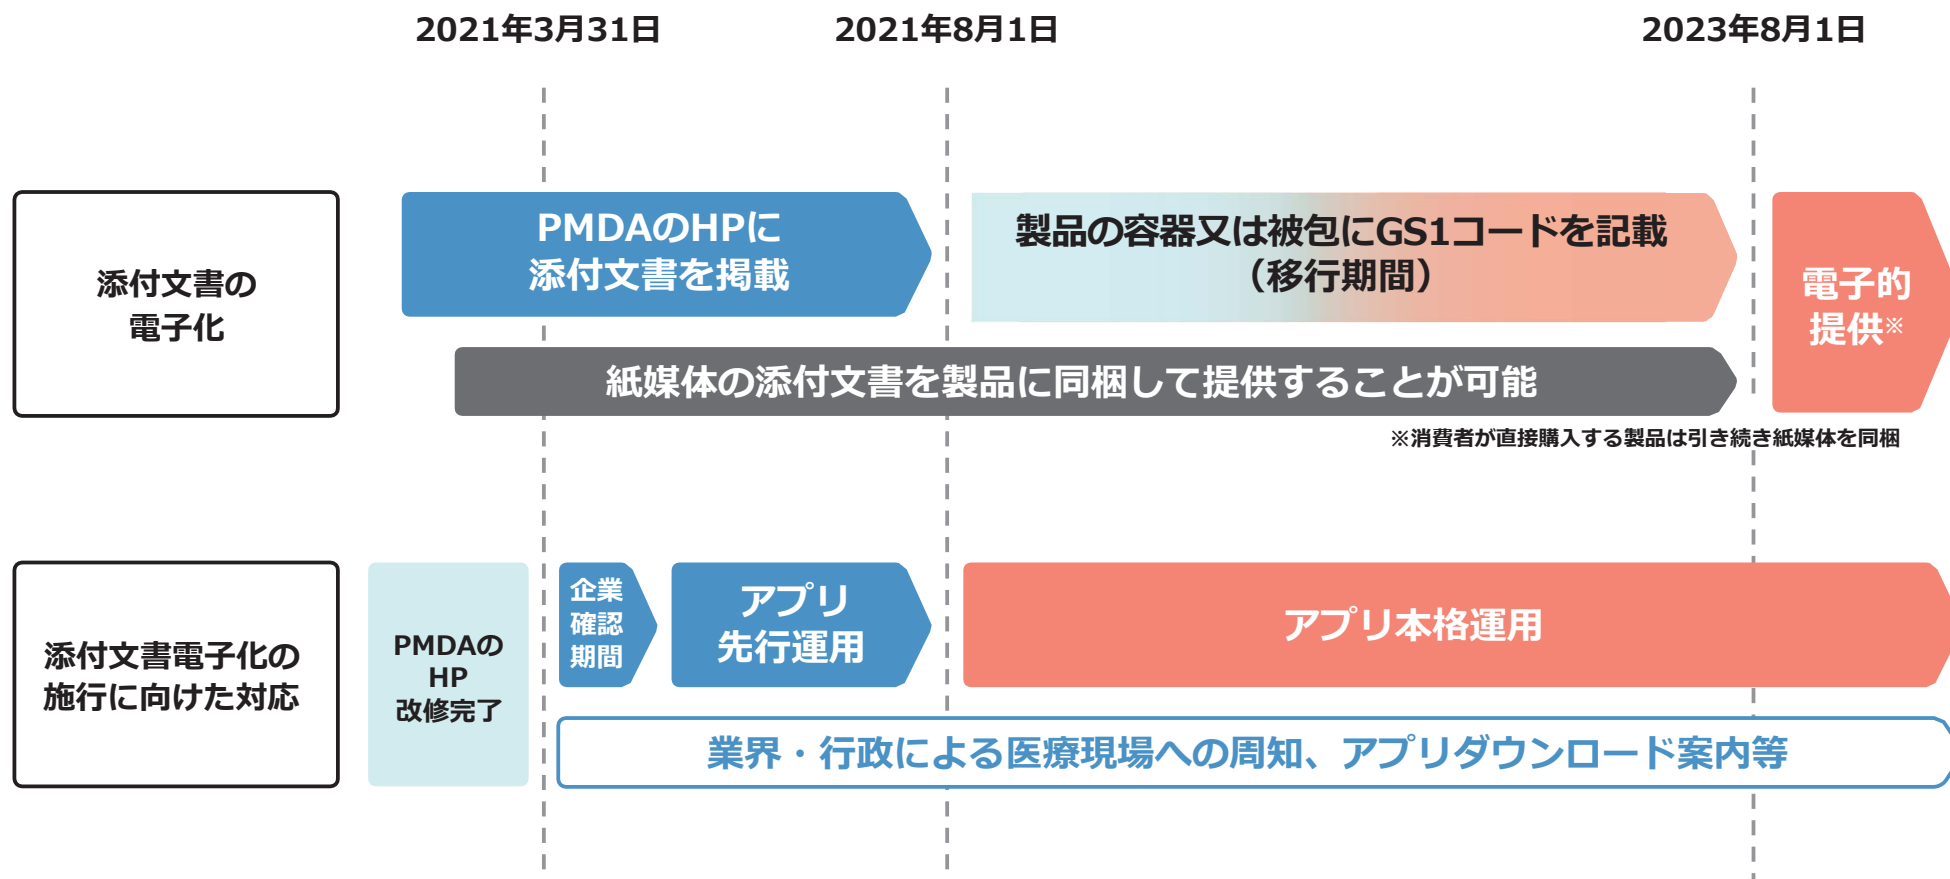 2021年3月31日
2021年8月1日
2023年8月1日
添付文書の
電子化
PMDAのHPに
添付文書を掲載
製品の容器又は被包にGS1コードを記載
（移行期間）
電子的
提供※
紙媒体の添付文書を製品に同梱して提供することが可能
※消費者が直接購入する製品は引き続き紙媒体を同梱
添付文書電子化の
施行に向けた対応
PMDAの
HP
改修完了
企業
確認
期間
アプリ
先行運用
アプリ本格運用
業界・行政による医療現場への周知、アプリダウンロード案内等